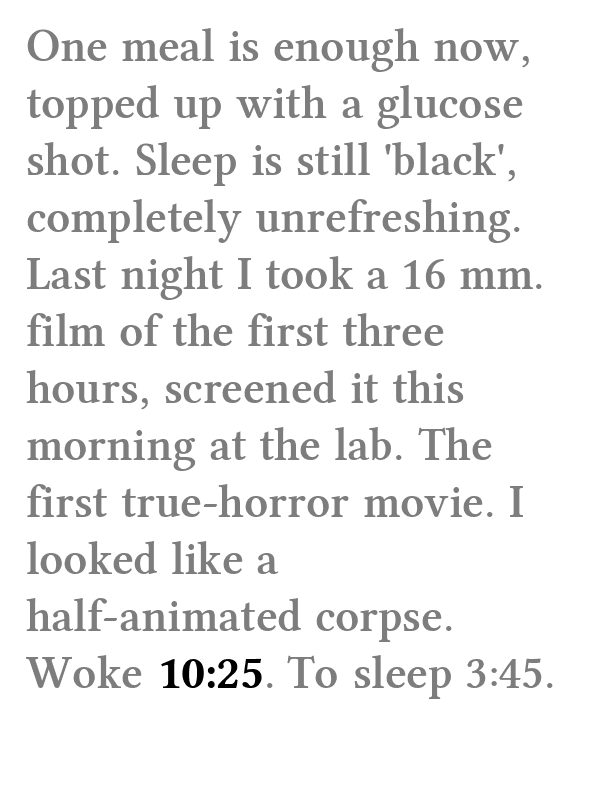 One meal is enough now,
topped up with a glucose
shot. Sleep is still 'black',
completely unrefreshing.
Last night I took a 16 mm.
film of the first three
hours, screened it this
morning at the lab. The
first true-horror movie. I
looked like a
half-animated corpse.
Woke 10:25. To sleep 3:45.